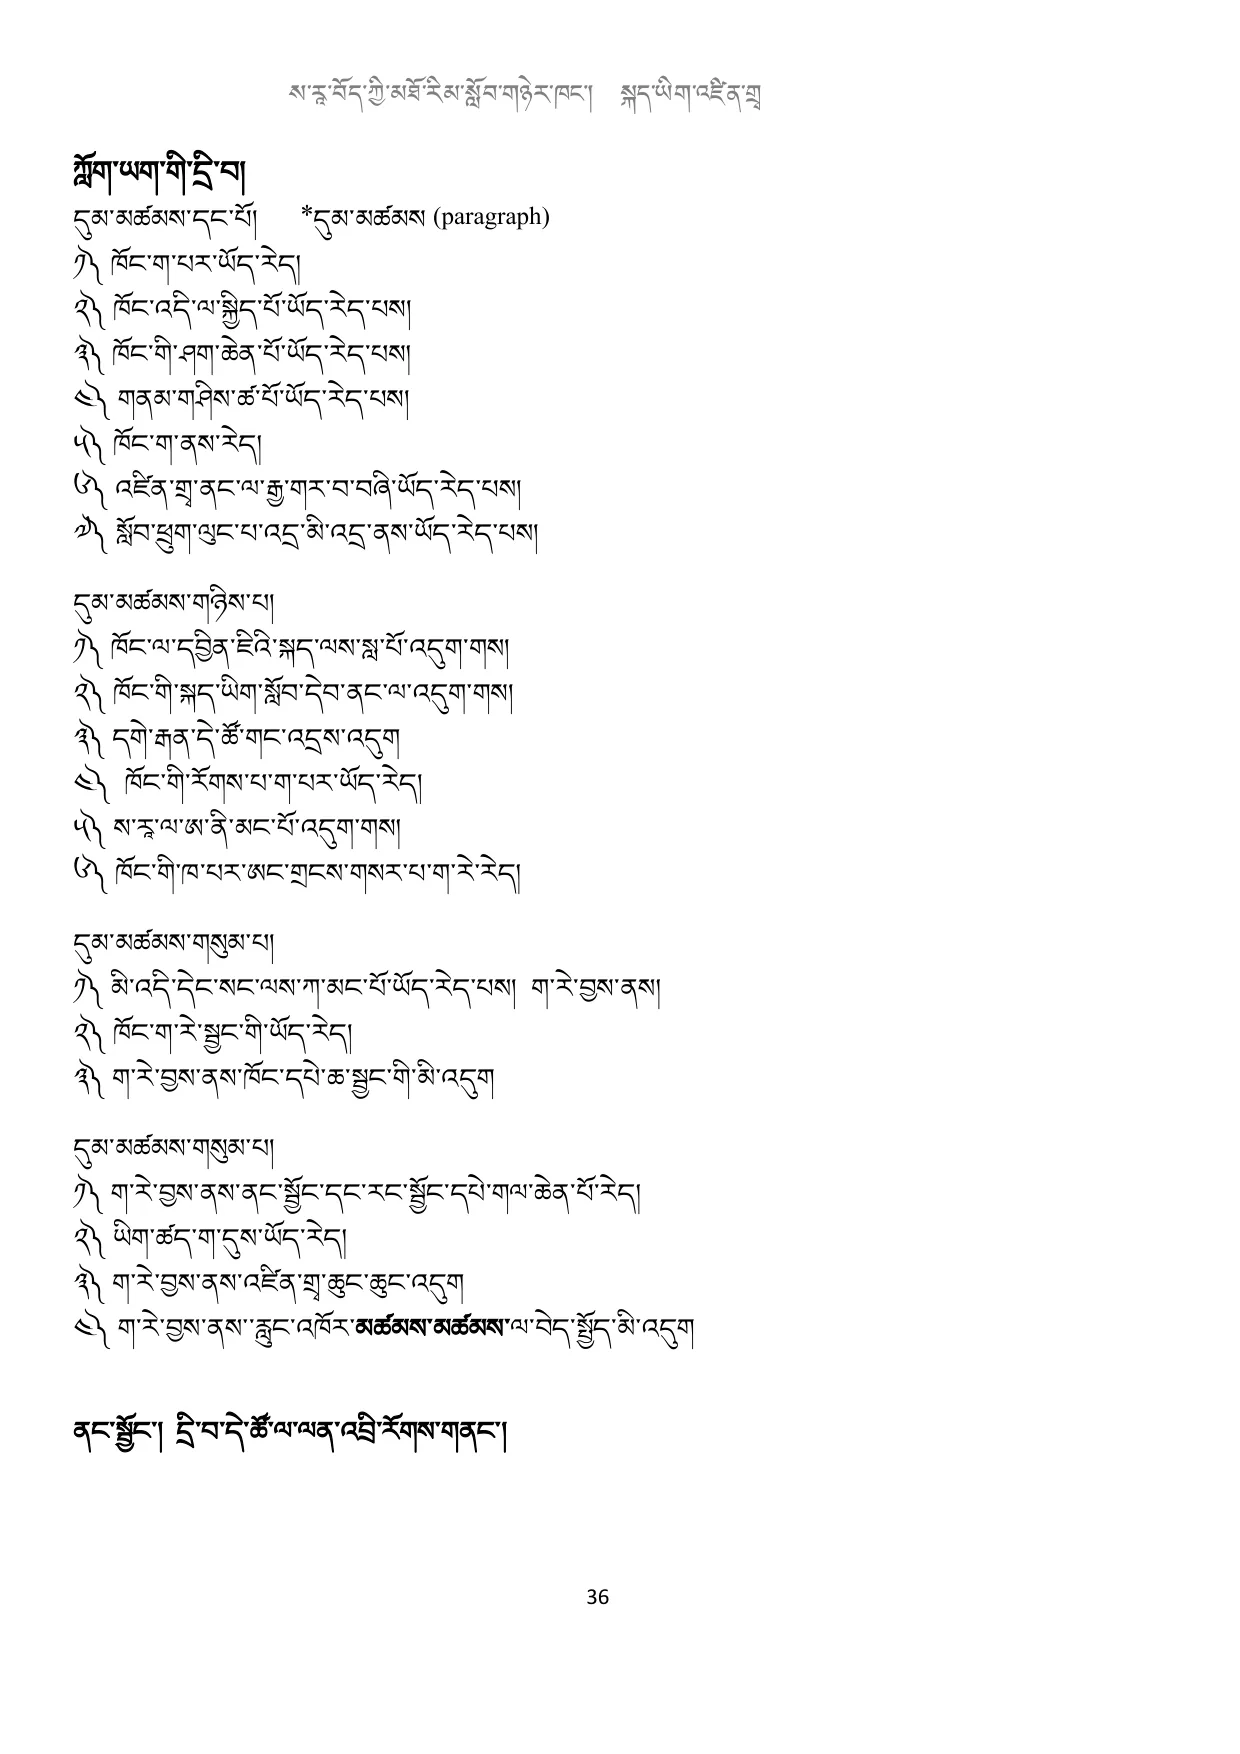 ས་རཱ་བོད་ཀྱི་མཐོ་རིམ་སློབ་གཉེར་ཁང་། སྐད་ཡིག་འཛིན་གྲྭ
ཀློག་ཡག་གི་དྲི་བ།
དུམ་མཚམས་དང་པོ། *དུམ་མཚམས (paragraph)
༡༽ ཁོང་ག་པར་ཡོད་རེད།
༢༽ ཁོང་འདི་ལ་སྐྱིད་པོ་ཡོད་རེད་པས།
༣༽ ཁོང་གི་ཤག་ཆེན་པོ་ཡོད་རེད་པས།
༤༽ གནམ་གཤིས་ཚ་པོ་ཡོད་རེད་པས།
༥༽ ཁོང་ག་ནས་རེད།
༦༽ འཛིན་གྲྭ་ནང་ལ་རྒྱ་གར་བ་བཞི་ཡོད་རེད་པས།
༧༽ སློབ་ཕྲུག་ལུང་པ་འདྲ་མི་འདྲ་ནས་ཡོད་རེད་པས།
དུམ་མཚམས་གཉིས་པ།
༡༽ ཁོང་ལ་དབྱིན་ཇིའི་སྐད་ལས་སླ་པོ་འདུག་གས།
༢༽ ཁོང་གི་སྐད་ཡིག་སློབ་དེབ་ནང་ལ་འདུག་གས།
༣༽ དགེ་རྒན་དེ་ཚོ་གང་འདྲས་འདུག
༤༽ ཁོང་གི་རོགས་པ་ག་པར་ཡོད་རེད།
༥༽ ས་རཱ་ལ་ཨ་ནི་མང་པོ་འདུག་གས།
༦༽ ཁོང་གི་ཁ་པར་ཨང་གྲངས་གསར་པ་ག་རེ་རེད།
དུམ་མཚམས་གསུམ་པ།
༡༽ མི་འདི་དེང་སང་ལས་ཀ་མང་པོ་ཡོད་རེད་པས། ག་རེ་བྱས་ནས།
༢༽ ཁོང་ག་རེ་སྦྱང་གི་ཡོད་རེད།
༣༽ ག་རེ་བྱས་ནས་ཁོང་དཔེ་ཆ་སྦྱང་གི་མི་འདུག
དུམ་མཚམས་གསུམ་པ།
༡༽ ག་རེ་བྱས་ནས་ནང་སྦྱོང་དང་རང་སྦྱོང་དཔེ་གལ་ཆེན་པོ་རེད།
༢༽ ཡིག་ཚད་ག་དུས་ཡོད་རེད།
༣༽ ག་རེ་བྱས་ནས་འཛིན་གྲྭ་ཆུང་ཆུང་འདུག
༤༽ ག་རེ་བྱས་ནས་་རླུང་འཁོར་མཚམས་མཚམས་ལ་བེད་སྤྱོད་མི་འདུག
ནང་སྦྱོང་། དྲི་བ་དེ་ཚོ་ལ་ལན་འབྲི་རོགས་གནང་།
36